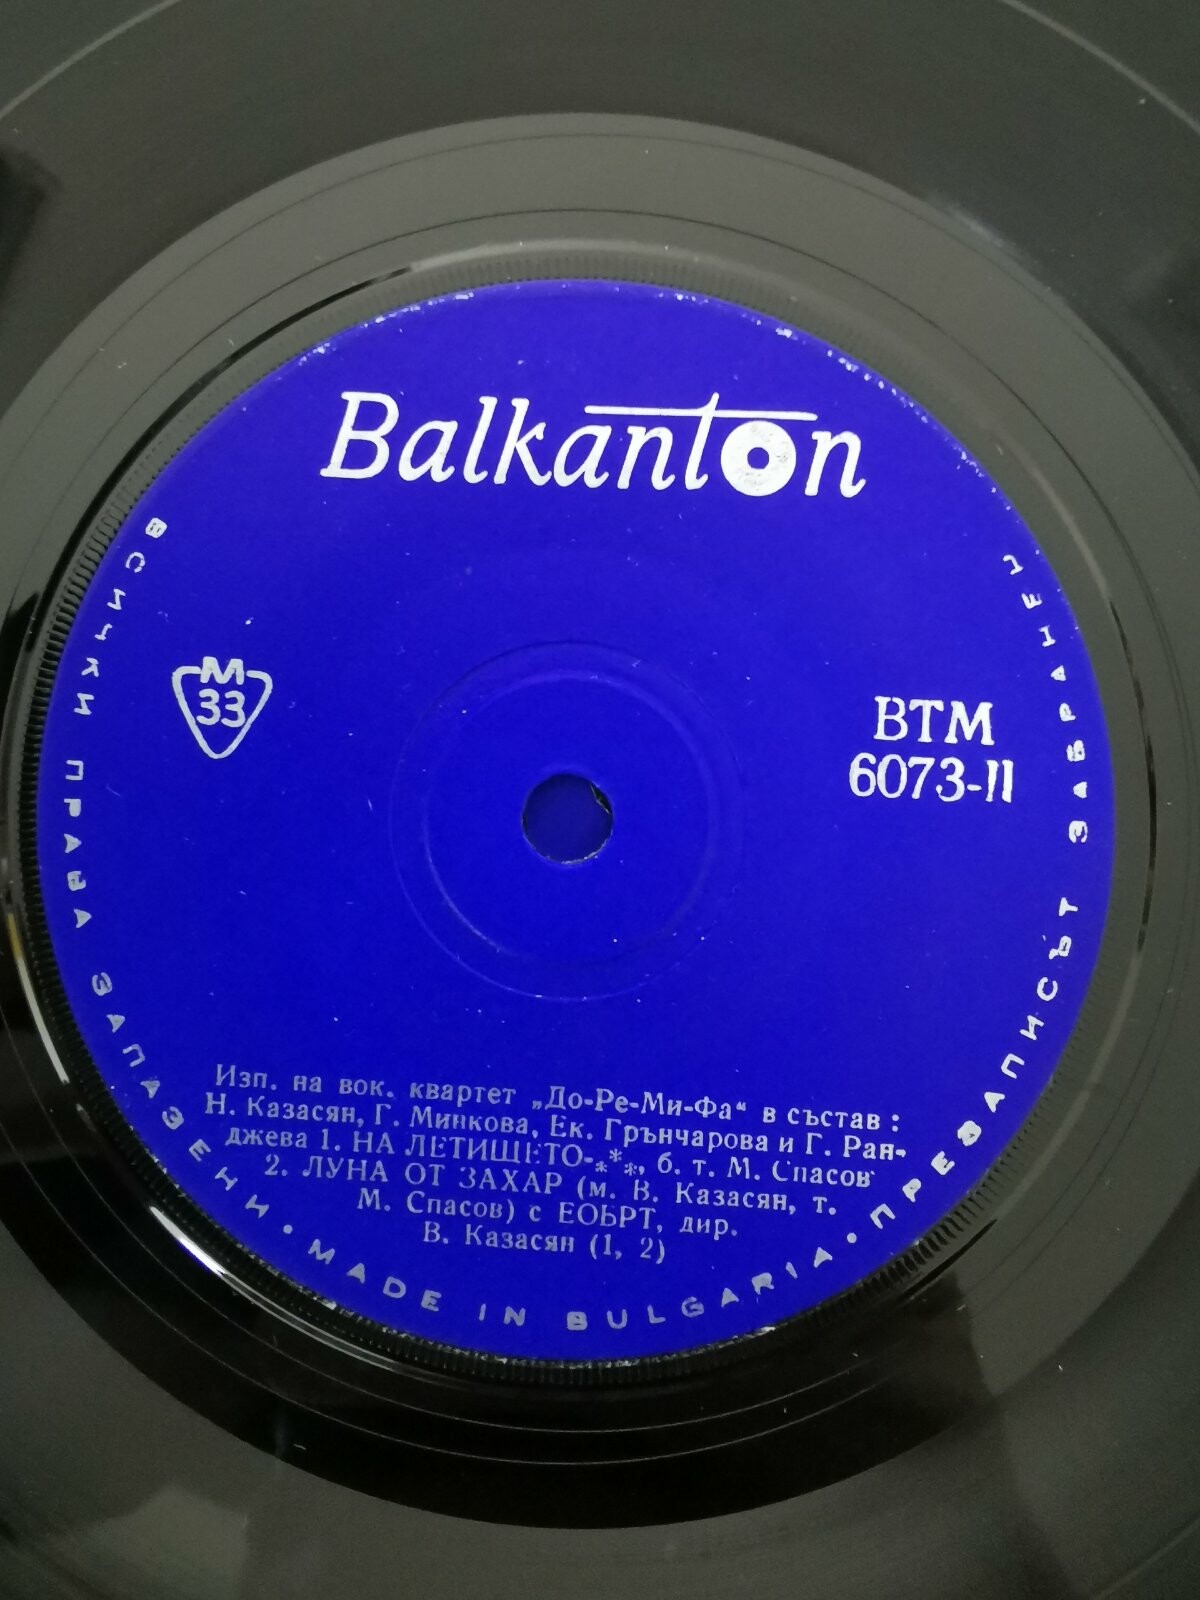 Balkanton
M
33
ВТМ
6073-II
Изп. на вок. квартет „До-Ре-Ми-Фа“ в състав :
Н. Казасян, Г. Минкова, Ек. Грънчарова и Г. Ран-
джева 1. НА ЛЕТИЩЕТО-***, б. т. М. Спасов
2. ЛУНА ОТ ЗАХАР (м. В. Казасян, т.
М. Спасов) с ЕОБРТ, дир.
В. Казасян (1, 2)
ВСИЧКИ ПРАВА ЗАПАЗЕНИ • MADE IN BULGARIA • ПРЕЗАПИСЪТ ЗАБРАНЕН